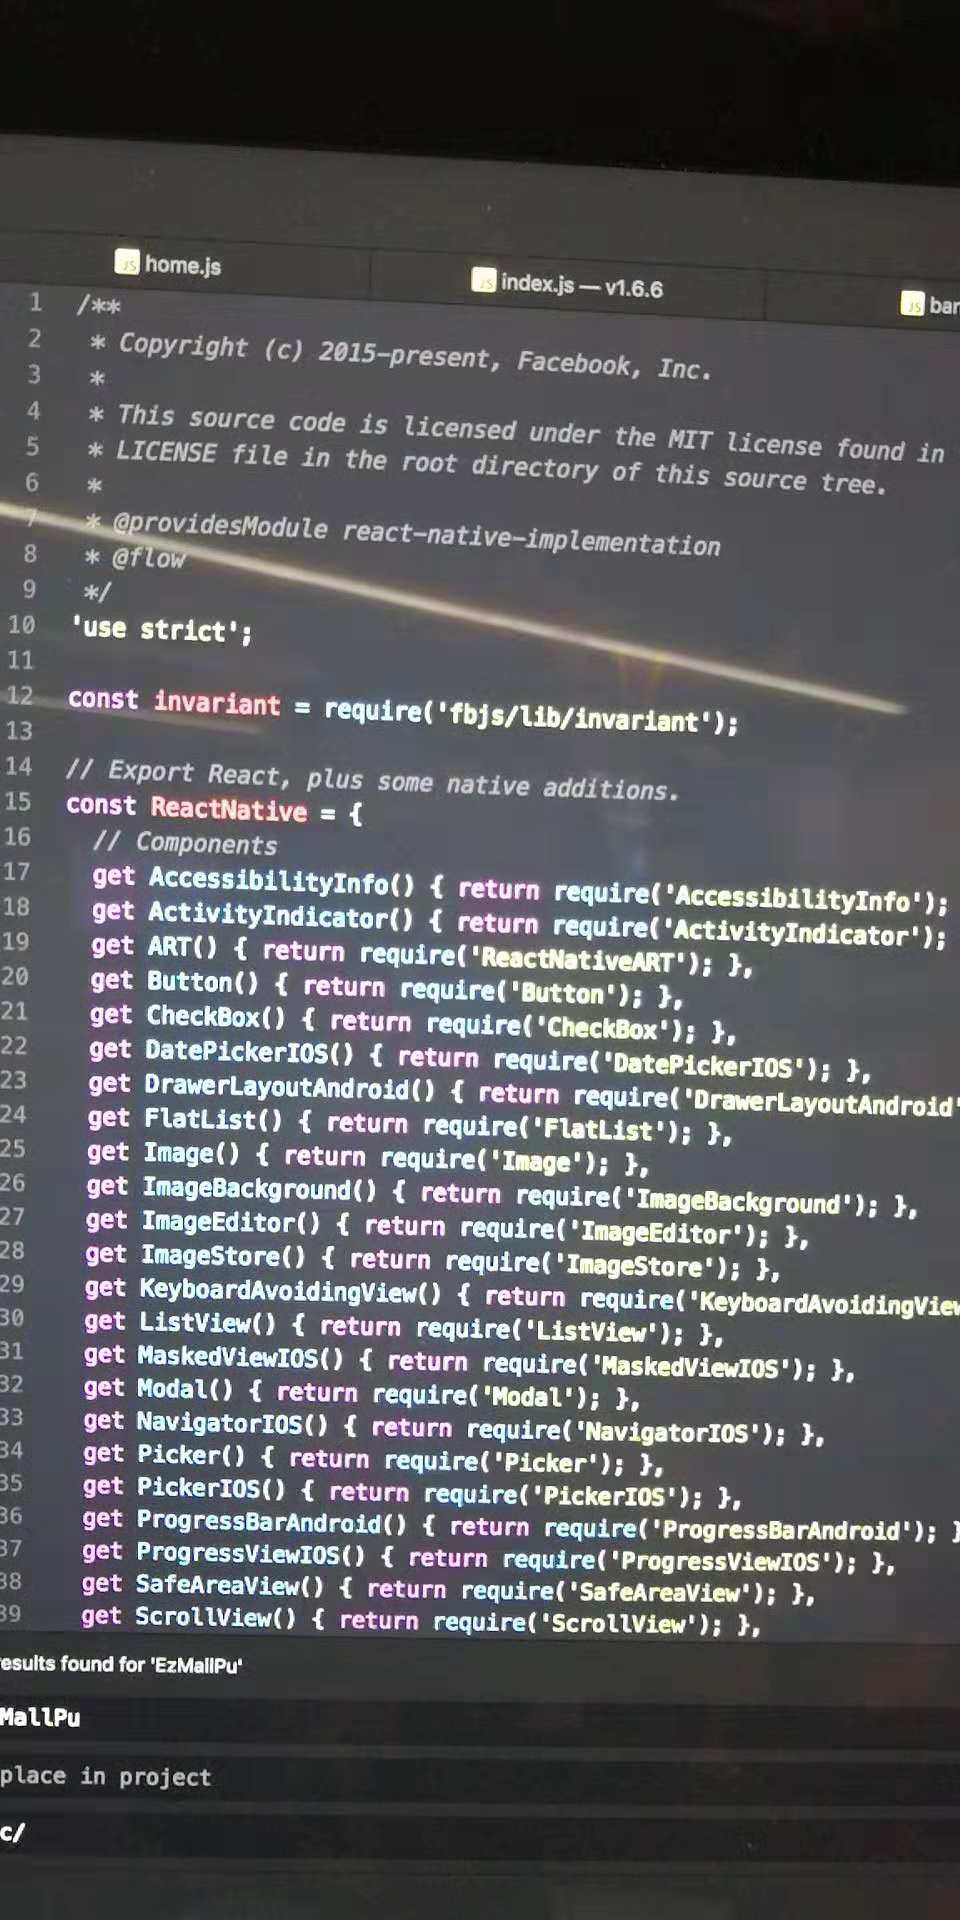 home.js
index.js — v1.6.6
bar
1 /**
2 * Copyright (c) 2015-present, Facebook, Inc.
3 *
4 * This source code is licensed under the MIT license found in
5 * LICENSE file in the root directory of this source tree.
6 *
7 * @providesModule react-native-implementation
8 * @flow
9 */
10 'use strict';
11
12 const invariant = require('fbjs/lib/invariant');
13
14 // Export React, plus some native additions.
15 const ReactNative = {
16 // Components
17 get AccessibilityInfo() { return require('AccessibilityInfo');
18 get ActivityIndicator() { return require('ActivityIndicator');
19 get ART() { return require('ReactNativeART'); },
20 get Button() { return require('Button'); },
21 get CheckBox() { return require('CheckBox'); },
22 get DatePickerIOS() { return require('DatePickerIOS'); },
23 get DrawerLayoutAndroid() { return require('DrawerLayoutAndroid'
24 get FlatList() { return require('FlatList'); },
25 get Image() { return require('Image'); },
26 get ImageBackground() { return require('ImageBackground'); },
27 get ImageEditor() { return require('ImageEditor'); },
28 get ImageStore() { return require('ImageStore'); },
29 get KeyboardAvoidingView() { return require('KeyboardAvoidingView
30 get ListView() { return require('ListView'); },
31 get MaskedViewIOS() { return require('MaskedViewIOS'); },
32 get Modal() { return require('Modal'); },
33 get NavigatorIOS() { return require('NavigatorIOS'); },
34 get Picker() { return require('Picker'); },
35 get PickerIOS() { return require('PickerIOS'); },
36 get ProgressBarAndroid() { return require('ProgressBarAndroid'); }
37 get ProgressViewIOS() { return require('ProgressViewIOS'); },
38 get SafeAreaView() { return require('SafeAreaView'); },
39 get ScrollView() { return require('ScrollView'); },
esults found for 'EzMallPu'
MallPu
place in project
c/